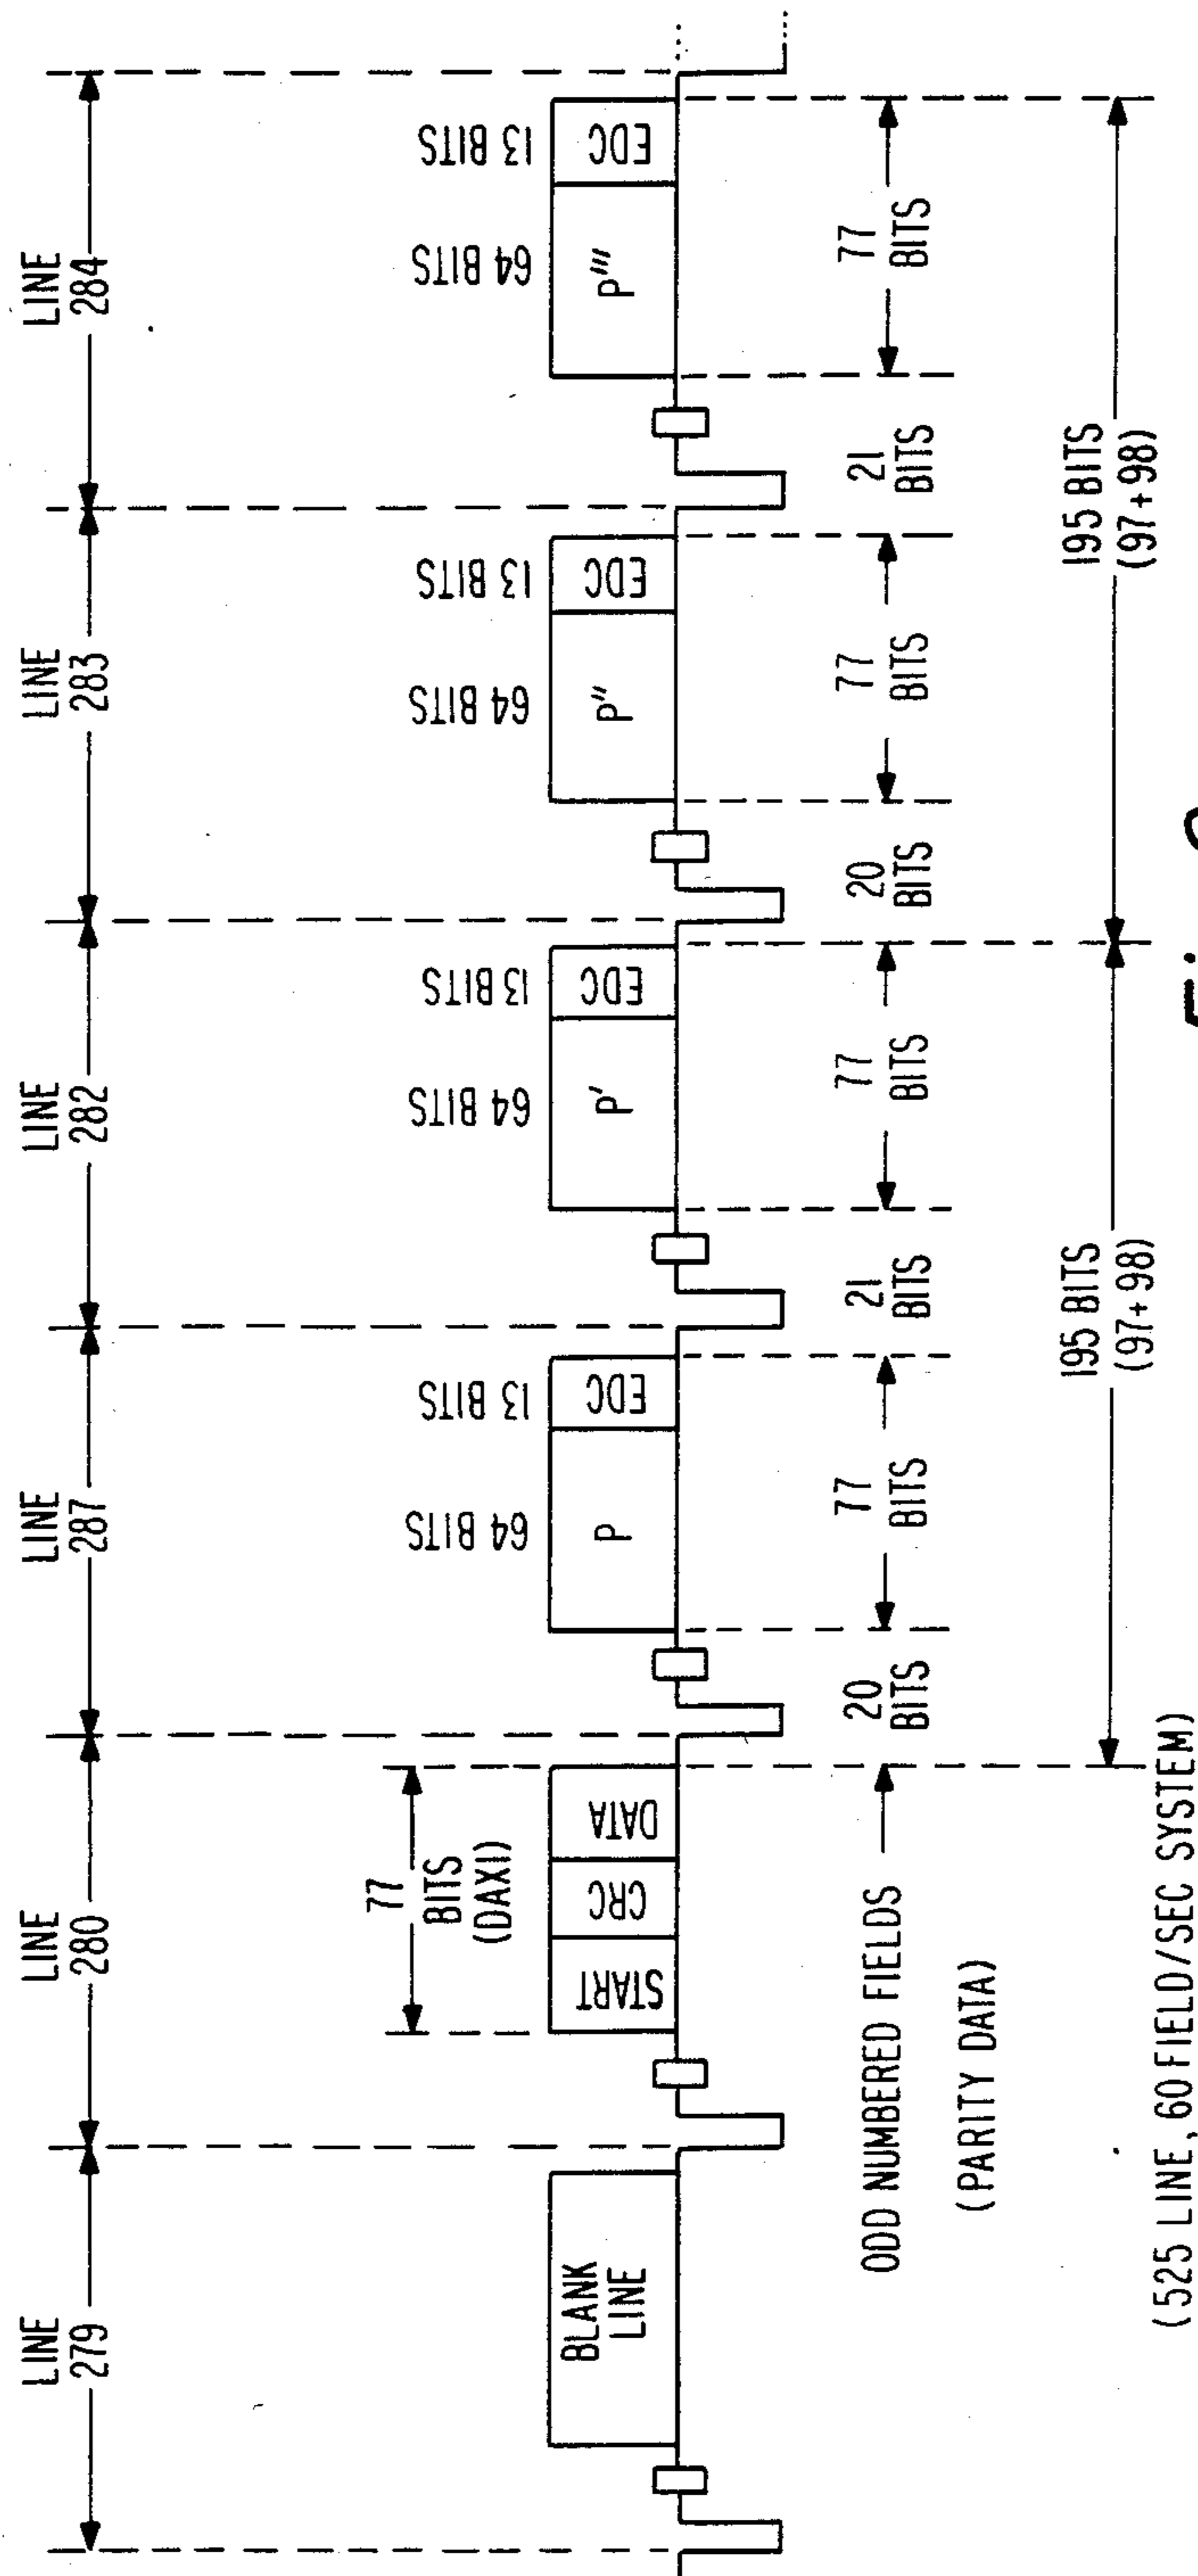 LINE
279
LINE
280
LINE
287
LINE
282
LINE
283
LINE
284
77
BITS
(DAXI)
64 BITS
13 BITS
64 BITS
13 BITS
64 BITS
13 BITS
64 BITS
13 BITS
BLANK
LINE
START
CRC
DATA
P
EDC
P'
EDC
P''
EDC
P'''
EDC
ODD NUMBERED FIELDS
(PARITY DATA)
20
BITS
77
BITS
21
BITS
77
BITS
20
BITS
77
BITS
21
BITS
77
BITS
195 BITS
(97+98)
195 BITS
(97+98)
(525 LINE, 60 FIELD/SEC SYSTEM)